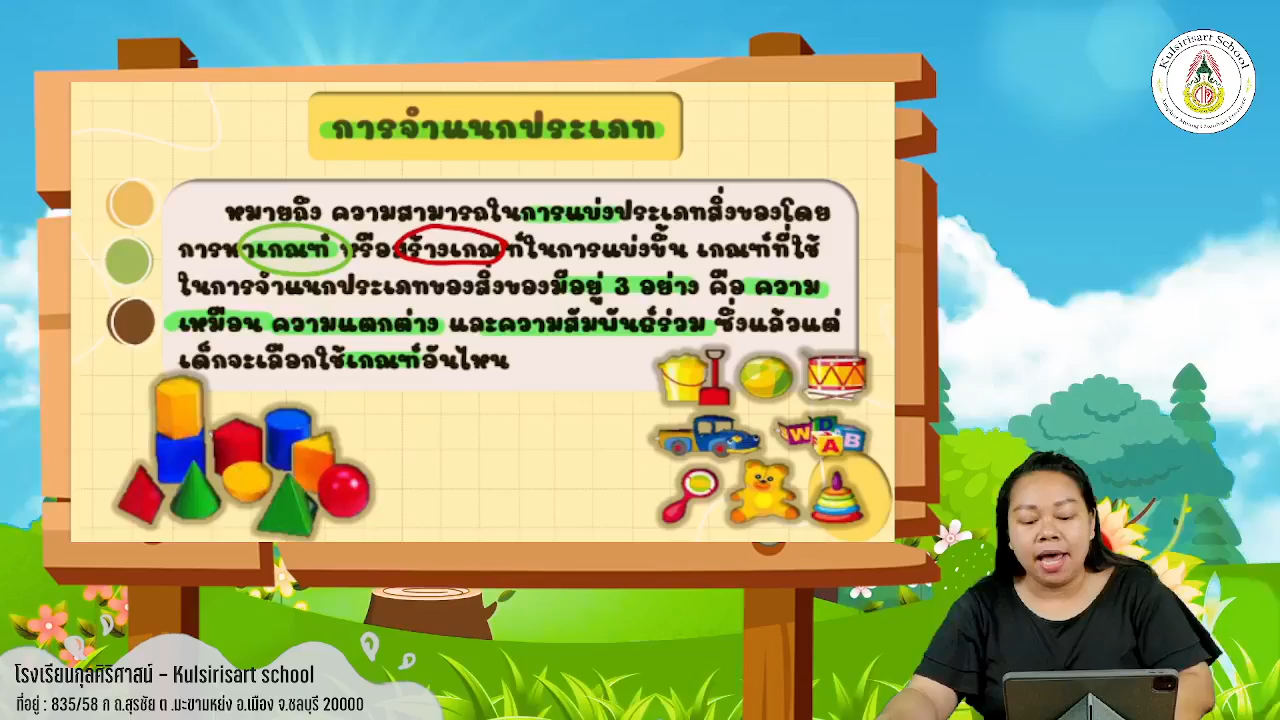 การจำแนกประเภท
หมายถึง ความสามารถในการแบ่งประเภทสิ่งของโดย
การหาเกณฑ์ หรือสร้างเกณฑ์ในการแบ่งขึ้น เกณฑ์ที่ใช้
ในการจำแนกประเภทของสิ่งของมีอยู่ 3 อย่าง คือ ความ
เหมือน ความแตกต่าง และความสัมพันธ์ร่วม ซึ่งแล้วแต่
เด็กจะเลือกใช้เกณฑ์อันไหน
W D A B
Kulsirisart School
โรงเรียนกุลศิริศาสน์ - Kulsirisart school
ที่อยู่ : 835/58 ก ถ.สุรชัย ต .มะขามหย่ง อ.เมือง จ.ชลบุรี 20000